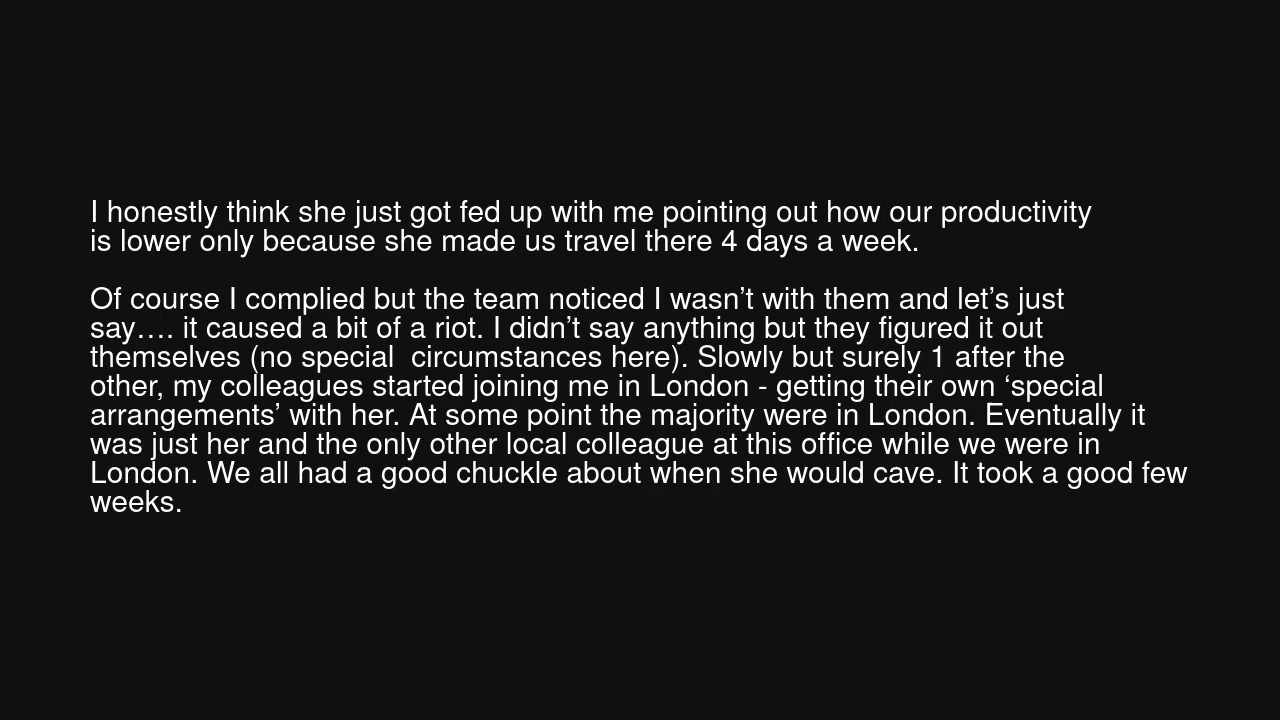 I honestly think she just got fed up with me pointing out how our productivity
is lower only because she made us travel there 4 days a week.
Of course I complied but the team noticed I wasn’t with them and let’s just
say…. it caused a bit of a riot. I didn’t say anything but they figured it out
themselves (no special  circumstances here). Slowly but surely 1 after the
other, my colleagues started joining me in London - getting their own ‘special
arrangements’ with her. At some point the majority were in London. Eventually it
was just her and the only other local colleague at this office while we were in
London. We all had a good chuckle about when she would cave. It took a good few
weeks.